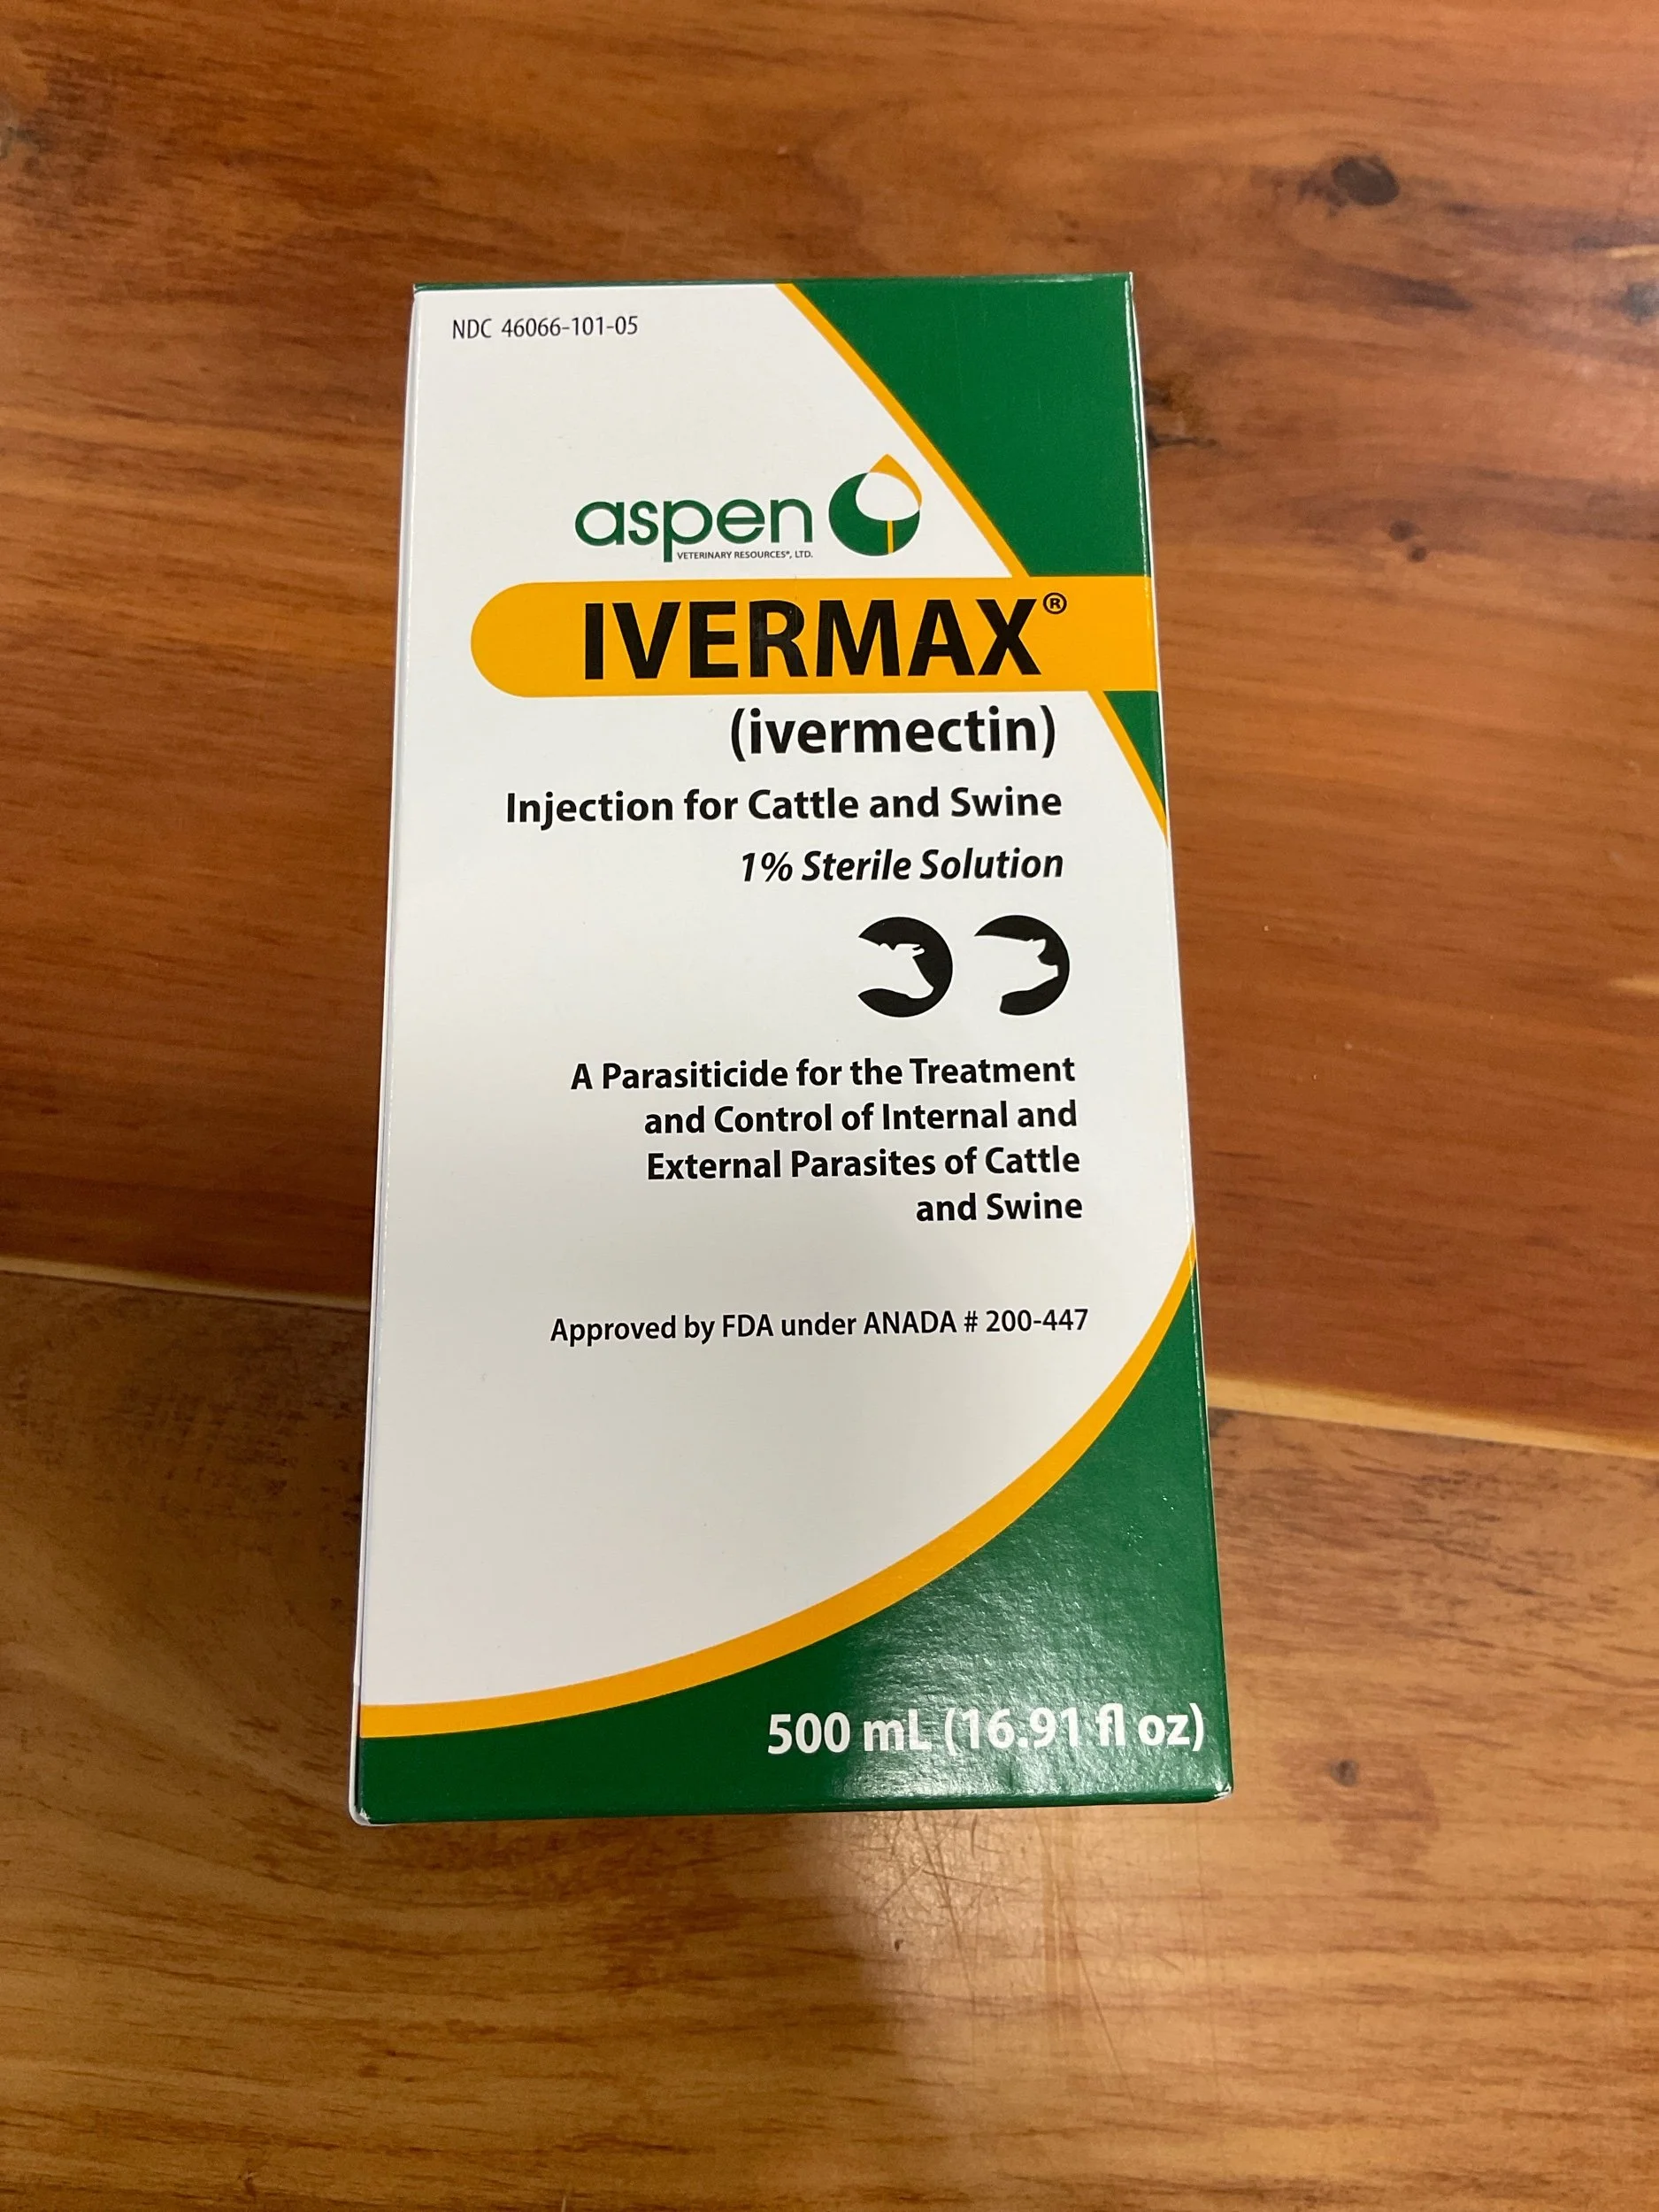 NDC 46066-101-05
aspen
VETERINARY RESOURCES®, LTD.
IVERMAX®
(ivermectin)
Injection for Cattle and Swine
1% Sterile Solution
A Parasiticide for the Treatment
and Control of Internal and
External Parasites of Cattle
and Swine
Approved by FDA under ANADA # 200-447
500 mL (16.91 fl oz)